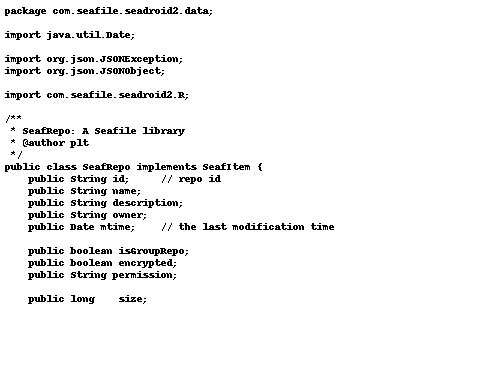 package com.seafile.seadroid2.data;

import java.util.Date;

import org.json.JSONException;
import org.json.JSONObject;

import com.seafile.seadroid2.R;

/**
 * SeafRepo: A Seafile library
 * @author plt
 */
public class SeafRepo implements SeafItem {
    public String id;     // repo id
    public String name;
    public String description;
    public String owner;
    public Date mtime;    // the last modification time

    public boolean isGroupRepo;
    public boolean encrypted;
    public String permission;

    public long    size;